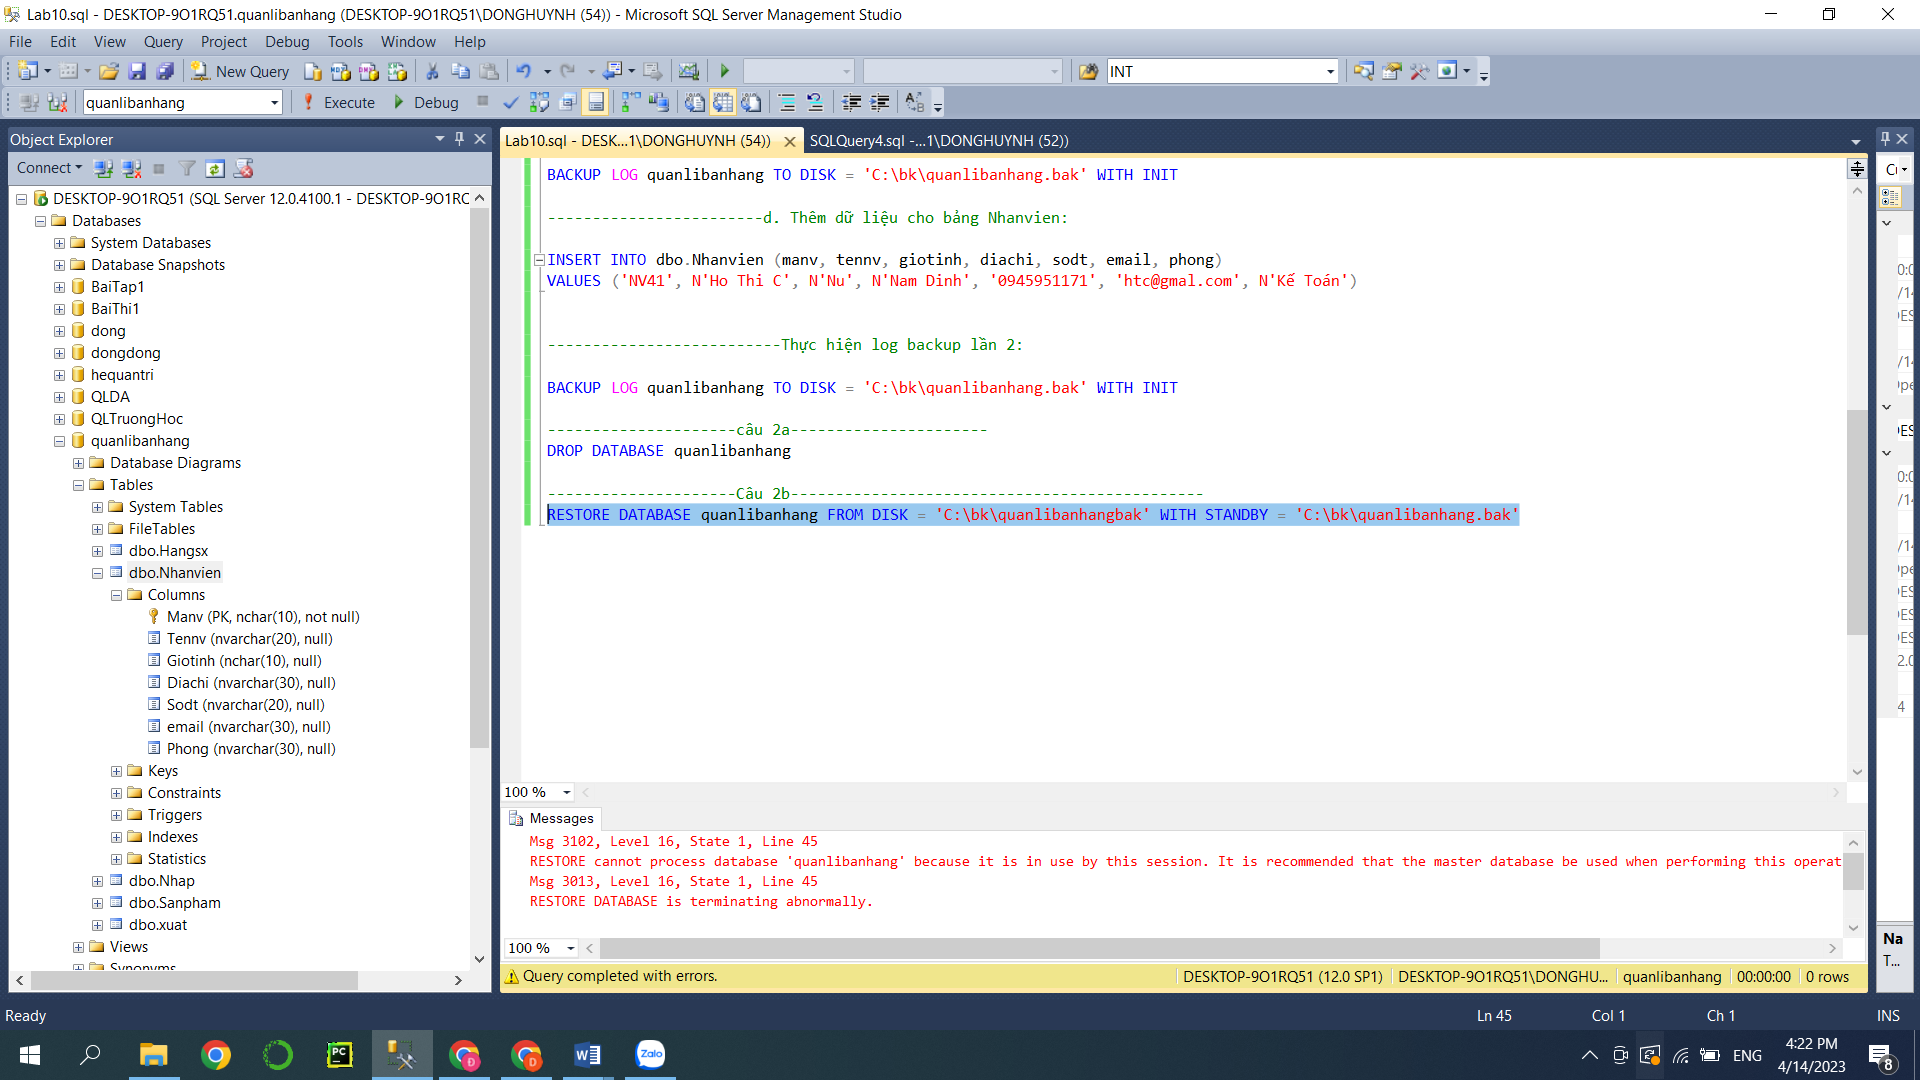 Lab10.sql - DESKTOP-9O1RQ51.quanlibanhang (DESKTOP-9O1RQ51\DONGHUYNH (54)) - Microsoft SQL Server Management Studio
File Edit View Query Project Debug Tools Window Help
New Query
INT
quanlibanhang
Execute
Debug
Object Explorer
Connect
DESKTOP-9O1RQ51 (SQL Server 12.0.4100.1 - DESKTOP-9O1RC
Databases
System Databases
Database Snapshots
BaiTap1
BaiThi1
dong
dongdong
hequantri
QLDA
QLTruongHoc
quanlibanhang
Database Diagrams
Tables
System Tables
FileTables
dbo.Hangsx
dbo.Nhanvien
Columns
Manv (PK, nchar(10), not null)
Tennv (nvarchar(20), null)
Giotinh (nchar(10), null)
Diachi (nvarchar(30), null)
Sodt (nvarchar(20), null)
email (nvarchar(30), null)
Phong (nvarchar(30), null)
Keys
Constraints
Triggers
Indexes
Statistics
dbo.Nhap
dbo.Sanpham
dbo.xuat
Views
Synonyms
Lab10.sql - DESK...1\DONGHUYNH (54))
SQLQuery4.sql -...1\DONGHUYNH (52))
BACKUP LOG quanlibanhang TO DISK = 'C:\bk\quanlibanhang.bak' WITH INIT
------------------------d. Thêm dữ liệu cho bảng Nhanvien:
INSERT INTO dbo.Nhanvien (manv, tennv, giotinh, diachi, sodt, email, phong)
VALUES ('NV41', N'Ho Thi C', N'Nu', N'Nam Dinh', '0945951171', 'htc@gmal.com', N'Kế Toán')
--------------------------Thực hiện log backup lần 2:
BACKUP LOG quanlibanhang TO DISK = 'C:\bk\quanlibanhang.bak' WITH INIT
---------------------câu 2a----------------------
DROP DATABASE quanlibanhang
---------------------Câu 2b----------------------------------------------
RESTORE DATABASE quanlibanhang FROM DISK = 'C:\bk\quanlibanhangbak' WITH STANDBY = 'C:\bk\quanlibanhang.bak'
100 %
Messages
Msg 3102, Level 16, State 1, Line 45
RESTORE cannot process database 'quanlibanhang' because it is in use by this session. It is recommended that the master database be used when performing this operat
Msg 3013, Level 16, State 1, Line 45
RESTORE DATABASE is terminating abnormally.
100 %
Query completed with errors.
DESKTOP-9O1RQ51 (12.0 SP1)
DESKTOP-9O1RQ51\DONGHU...
quanlibanhang
00:00:00
0 rows
Na
T...
Ready
Ln 45
Col 1
Ch 1
INS
PC
Zalo
ENG
4:22 PM
4/14/2023
8